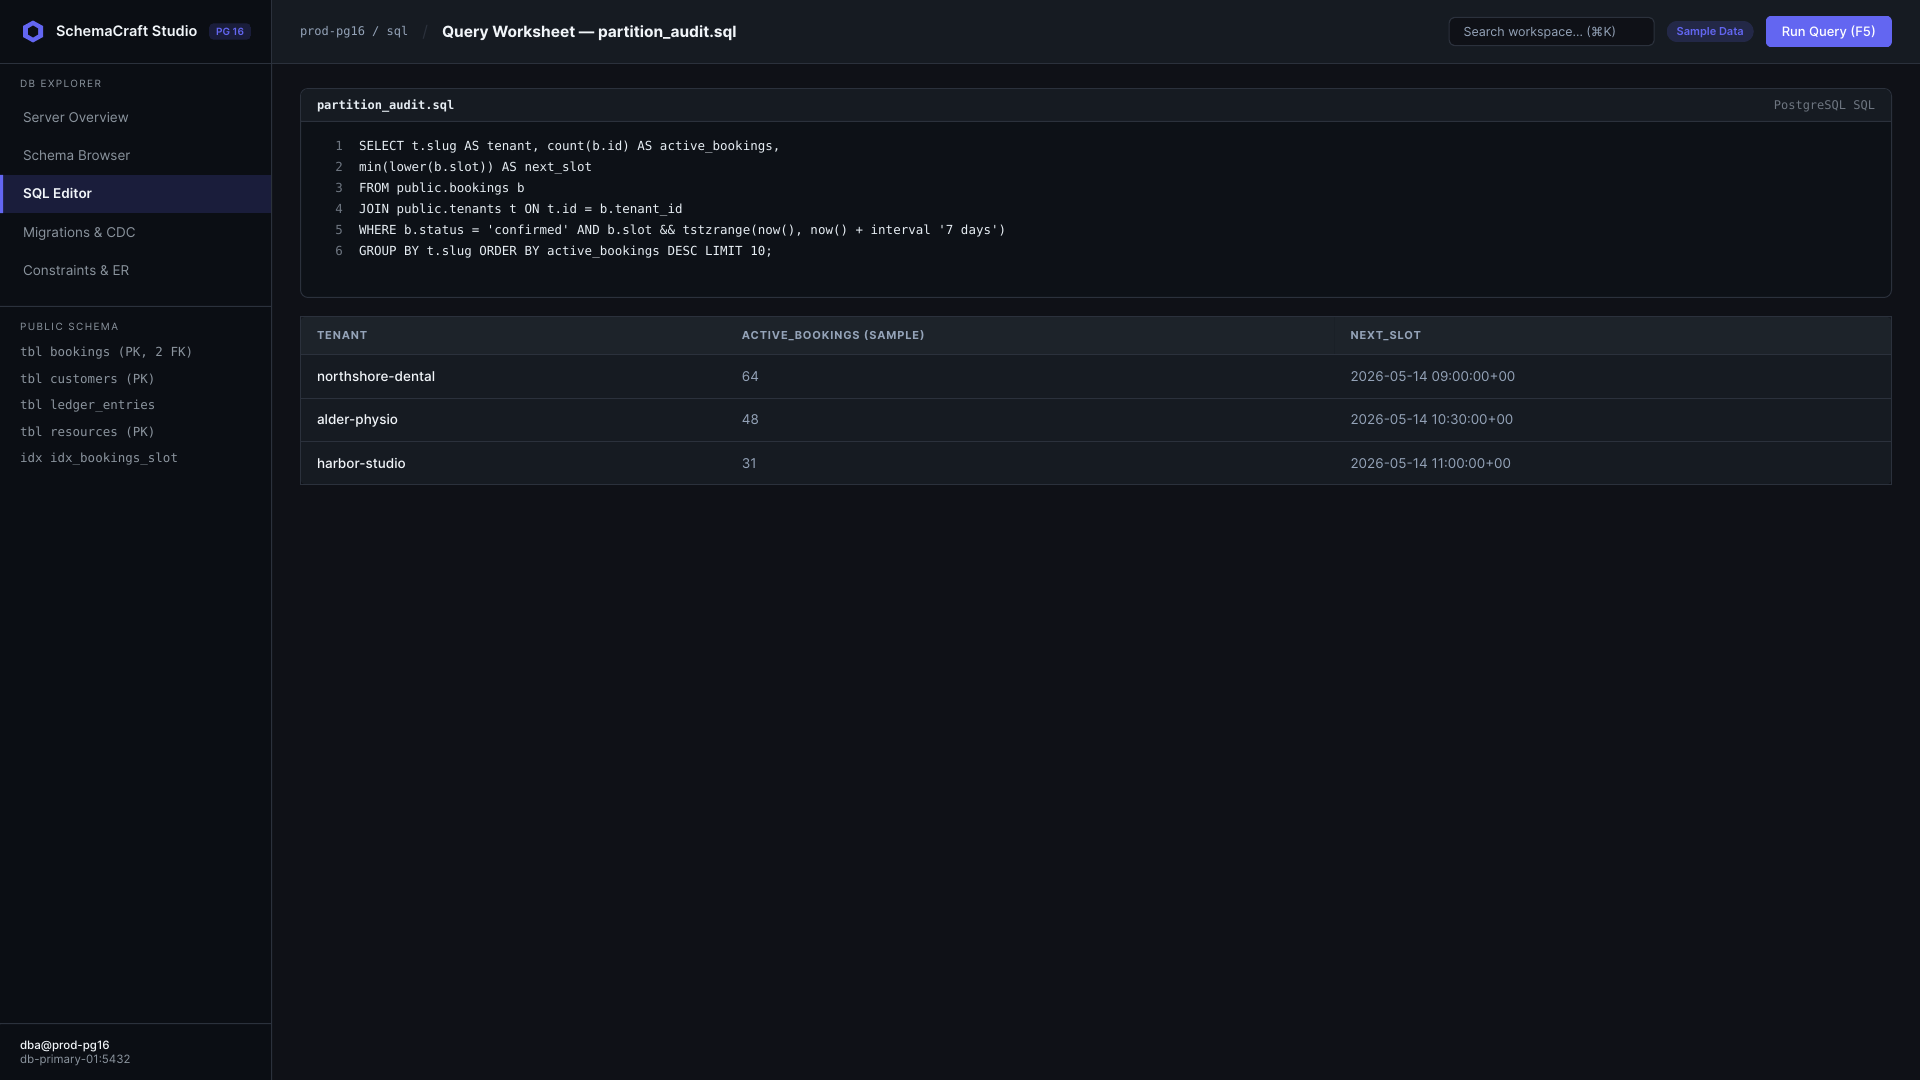 SchemaCraft Studio PG 16
DB EXPLORER
Server Overview
Schema Browser
SQL Editor
Migrations & CDC
Constraints & ER
PUBLIC SCHEMA
tbl bookings (PK, 2 FK)
tbl customers (PK)
tbl ledger_entries
tbl resources (PK)
idx idx_bookings_slot
dba@prod-pg16
db-primary-01:5432
prod-pg16 / sql / Query Worksheet — partition_audit.sql
Search workspace... (⌘K) Sample Data Run Query (F5)
partition_audit.sql PostgreSQL SQL
1 SELECT t.slug AS tenant, count(b.id) AS active_bookings,
2 min(lower(b.slot)) AS next_slot
3 FROM public.bookings b
4 JOIN public.tenants t ON t.id = b.tenant_id
5 WHERE b.status = 'confirmed' AND b.slot && tstzrange(now(), now() + interval '7 days')
6 GROUP BY t.slug ORDER BY active_bookings DESC LIMIT 10;
TENANT ACTIVE_BOOKINGS (SAMPLE) NEXT_SLOT
northshore-dental 64 2026-05-14 09:00:00+00
alder-physio 48 2026-05-14 10:30:00+00
harbor-studio 31 2026-05-14 11:00:00+00